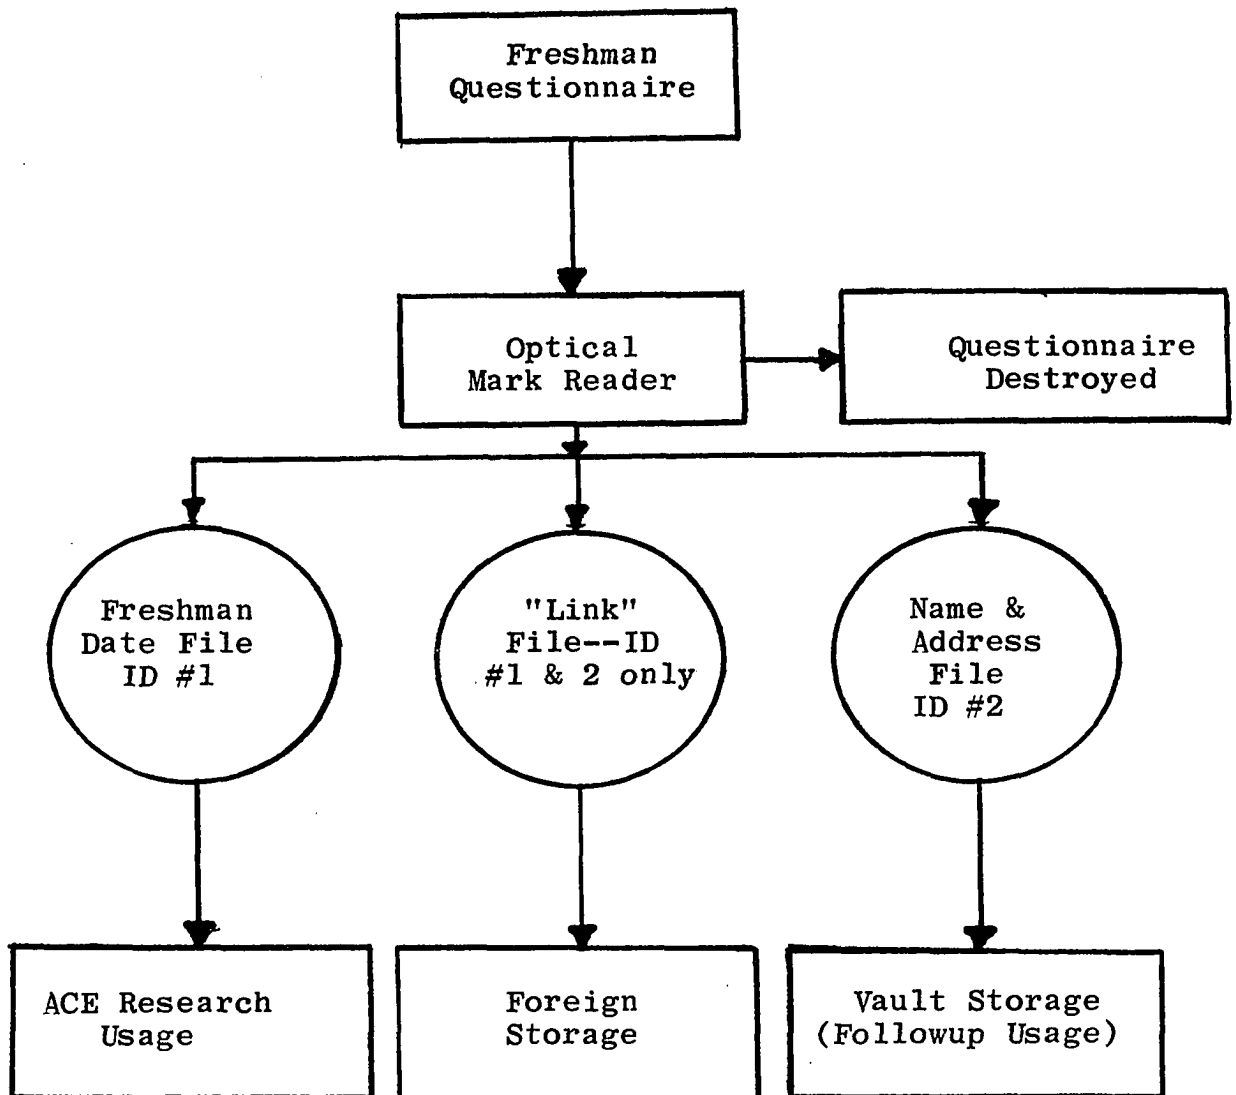 Freshman
Questionnaire
Optical
Mark Reader
Questionnaire
Destroyed
Freshman
Date File
ID #1
"Link"
File--ID
#1 & 2 only
Name &
Address
File
ID #2
ACE Research
Usage
Foreign
Storage
Vault Storage
(Followup Usage)